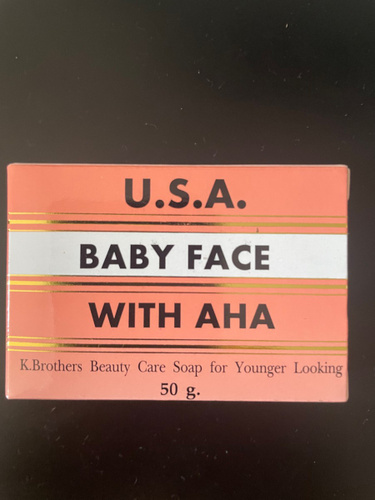 U.S.A.
BABY FACE
WITH AHA
K.Brothers Beauty Care Soap for Younger Looking
50 g.